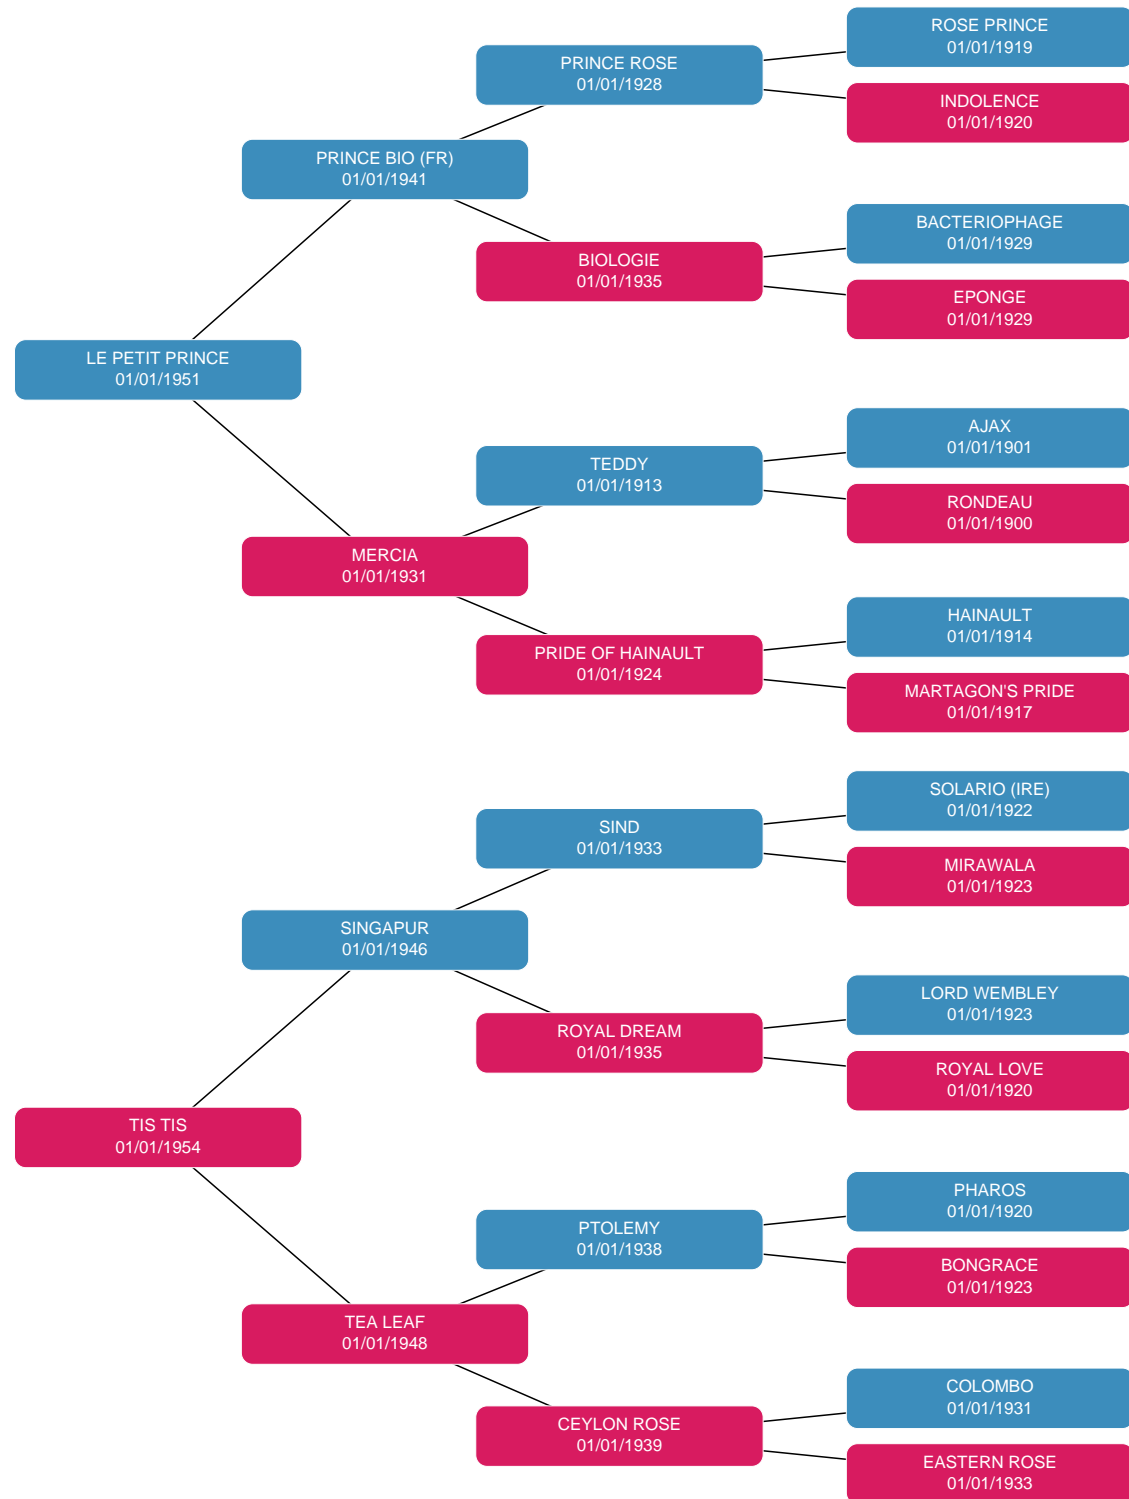 ROSE PRINCE
01/01/1919
PRINCE ROSE
01/01/1928
INDOLENCE
01/01/1920
PRINCE BIO (FR)
01/01/1941
BACTERIOPHAGE
01/01/1929
BIOLOGIE
01/01/1935
EPONGE
01/01/1929
LE PETIT PRINCE
01/01/1951
AJAX
01/01/1901
TEDDY
01/01/1913
RONDEAU
01/01/1900
MERCIA
01/01/1931
HAINAULT
01/01/1914
PRIDE OF HAINAULT
01/01/1924
MARTAGON'S PRIDE
01/01/1917
SOLARIO (IRE)
01/01/1922
SIND
01/01/1933
MIRAWALA
01/01/1923
SINGAPUR
01/01/1946
LORD WEMBLEY
01/01/1923
ROYAL DREAM
01/01/1935
ROYAL LOVE
01/01/1920
TIS TIS
01/01/1954
PHAROS
01/01/1920
PTOLEMY
01/01/1938
BONGRACE
01/01/1923
TEA LEAF
01/01/1948
COLOMBO
01/01/1931
CEYLON ROSE
01/01/1939
EASTERN ROSE
01/01/1933